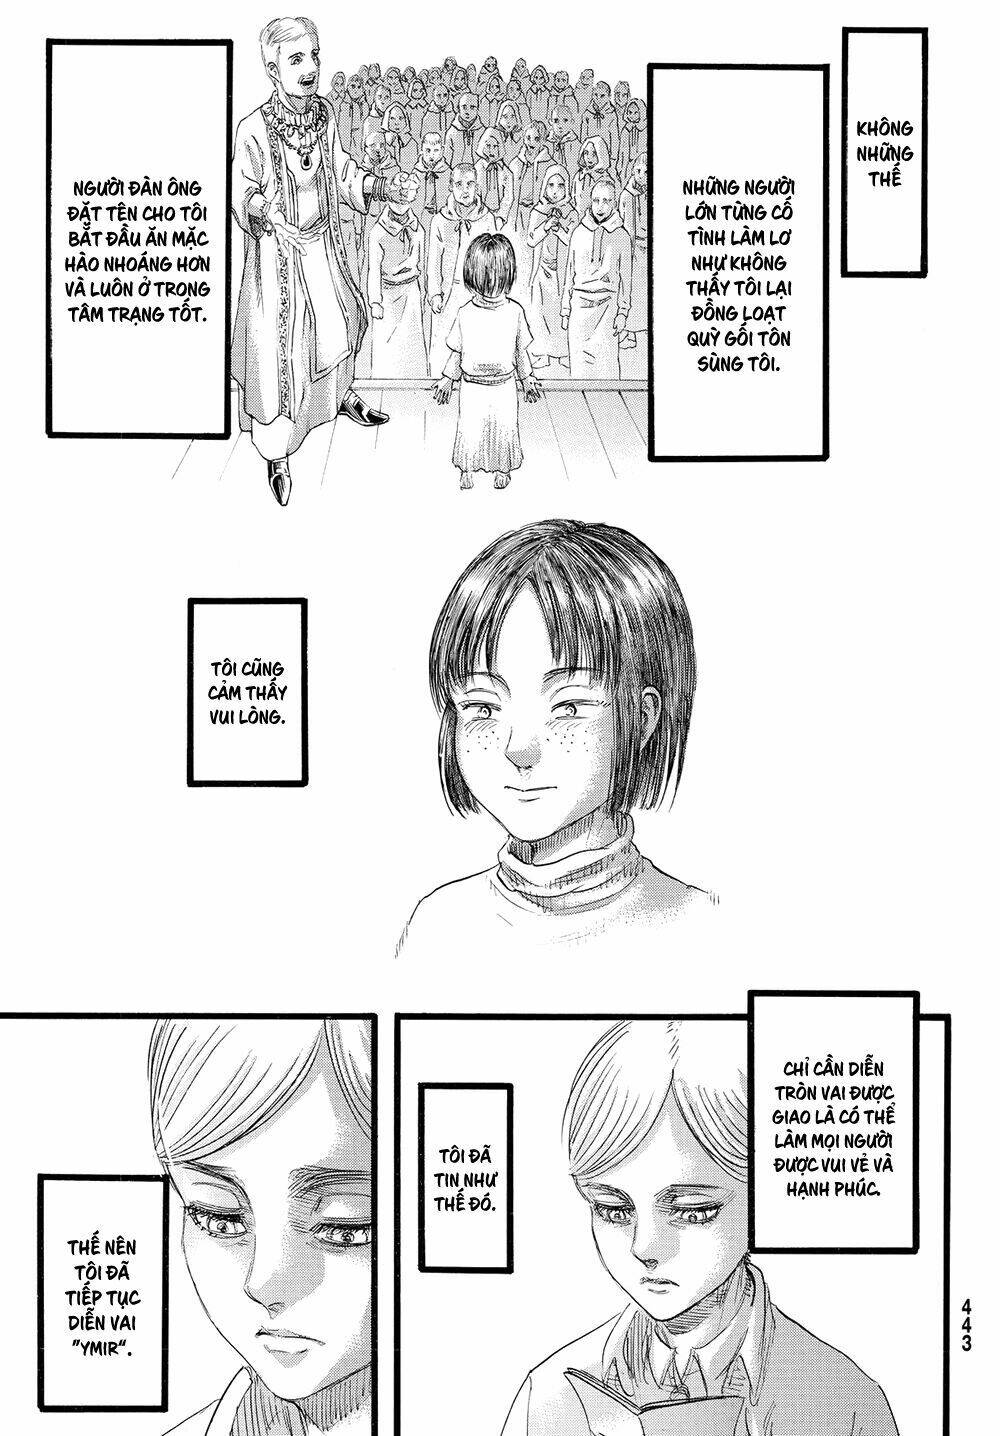 KHÔNG
NHỮNG
THẾ
NHỮNG NGƯỜI
LỚN TỪNG CỐ
TÌNH LÀM LƠ
NHƯ KHÔNG
THẤY TÔI LẠI
ĐỒNG LOẠT
QUỲ GỐI TÔN
SÙNG TÔI.
NGƯỜI ĐÀN ÔNG
ĐẶT TÊN CHO TÔI
BẮT ĐẦU ĂN MẶC
HÀO NHOÁNG HƠN
VÀ LUÔN Ở TRONG
TÂM TRẠNG TỐT.
TÔI CŨNG
CẢM THẤY
VUI LÒNG.
CHỈ CẦN DIỄN
TRÒN VAI ĐƯỢC
GIAO LÀ CÓ THỂ
LÀM MỌI NGƯỜI
ĐƯỢC VUI VẺ VÀ
HẠNH PHÚC.
TÔI ĐÃ
TIN NHƯ
THẾ ĐÓ.
THẾ NÊN
TÔI ĐÃ
TIẾP TỤC
DIỄN VAI
"YMIR".
443